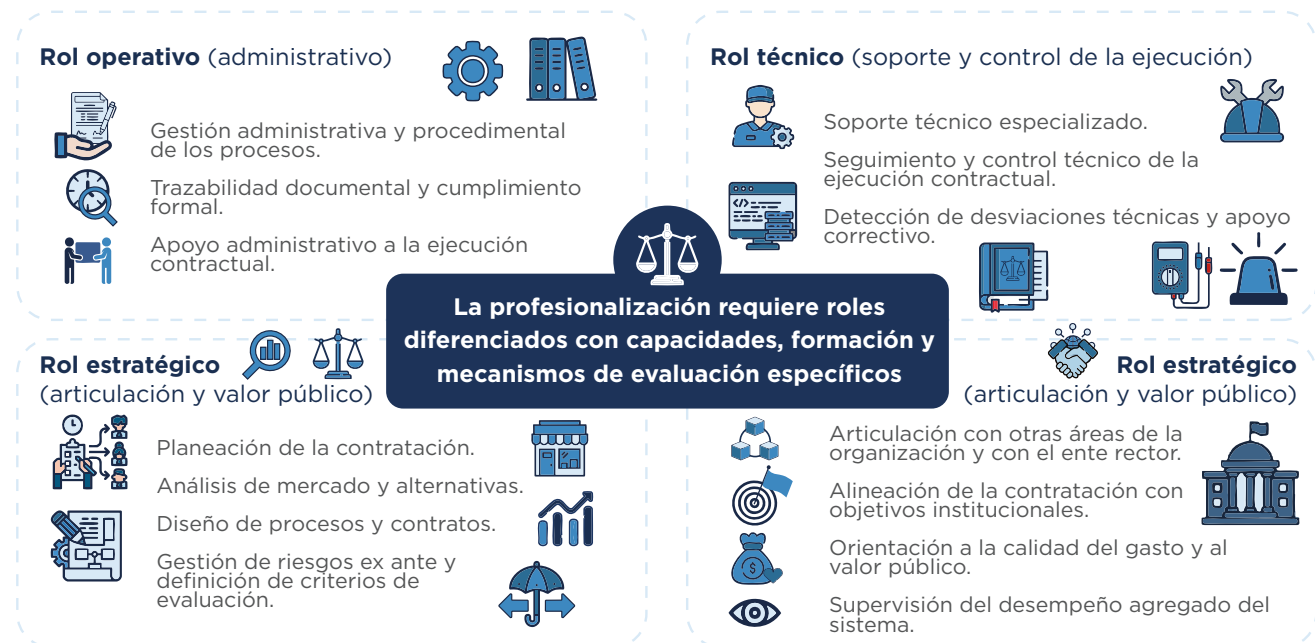 Rol operativo (administrativo)
Gestión administrativa y procedimental
de los procesos.
Trazabilidad documental y cumplimiento
formal.
Apoyo administrativo a la ejecución
contractual.
Rol técnico (soporte y control de la ejecución)
Soporte técnico especializado.
Seguimiento y control técnico de la
ejecución contractual.
Detección de desviaciones técnicas y apoyo
correctivo.
La profesionalización requiere roles
diferenciados con capacidades, formación y
mecanismos de evaluación específicos
Rol estratégico
(articulación y valor público)
Planeación de la contratación.
Análisis de mercado y alternativas.
Diseño de procesos y contratos.
Gestión de riesgos ex ante y
definición de criterios de
evaluación.
Rol estratégico
(articulación y valor público)
Articulación con otras áreas de la
organización y con el ente rector.
Alineación de la contratación con
objetivos institucionales.
Orientación a la calidad del gasto y al
valor público.
Supervisión del desempeño agregado del
sistema.